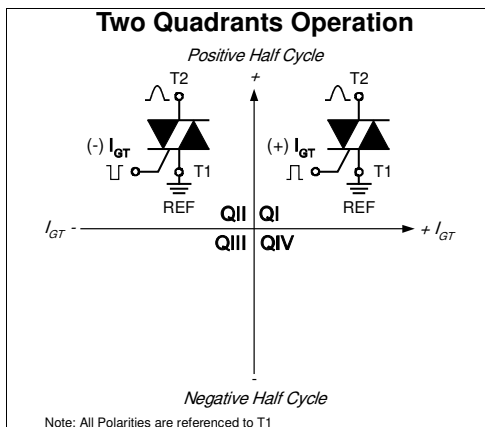 Two Quadrants Operation
Positive Half Cycle
+
T2
T2
(-) IGT
(+) IGT
T1
T1
REF
REF
QII QI
IGT -
+ IGT
QIII QIV
-
Negative Half Cycle
Note: All Polarities are referenced to T1